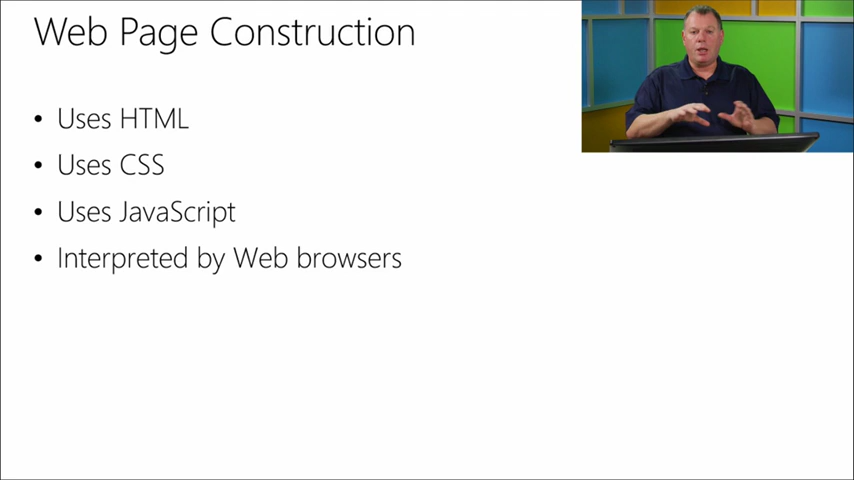 Web Page Construction
• Uses HTML
• Uses CSS
• Uses JavaScript
• Interpreted by Web browsers